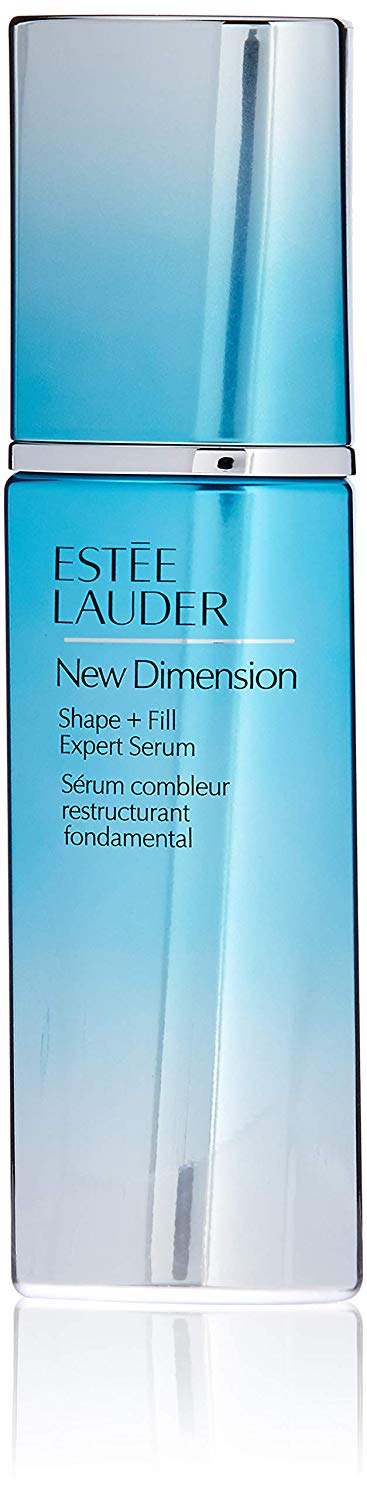 ESTĒE
LAUDER
New Dimension
Shape + Fill
Expert Serum
Sérum combleur
restructurant
fondamental